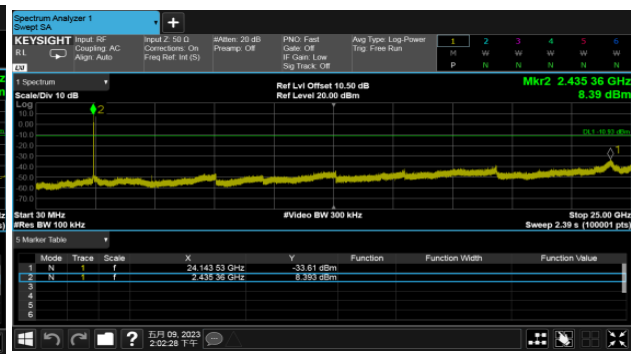 Spectrum Analyzer 1
Swept SA
KEYSIGHT
RL
LXI
Input: RF
Coupling: AC
Align: Auto
Input Z: 50 Ω
Corrections: On
Freq Ref: Int (S)
#Atten: 20 dB
Preamp: Off
PNO: Fast
Gate: Off
IF Gain: Low
Sig Track: Off
Avg Type: Log-Power
Trig: Free Run
1 2 3 4 5 6
M W W W W W
P N N N N N
1 Spectrum
Scale/Div 10 dB
Ref Lvl Offset 10.50 dB
Ref Level 20.00 dBm
Mkr2 2.435 36 GHz
8.39 dBm
Log
10.0
0.00
-10.0
-20.0
-30.0
-40.0
-50.0
-60.0
-70.0
2
DL1 -10.93 dBm
1
Start 30 MHz
#Res BW 100 kHz
#Video BW 300 kHz
Stop 25.00 GHz
Sweep 2.39 s (100001 pts)
5 Marker Table
Mode Trace Scale X Y Function Function Width Function Value
1 N 1 f 24.143 53 GHz -33.61 dBm
2 N 1 f 2.435 36 GHz 8.393 dBm
3
4
5
6
?
五月 09, 2023
2:02:28 下午